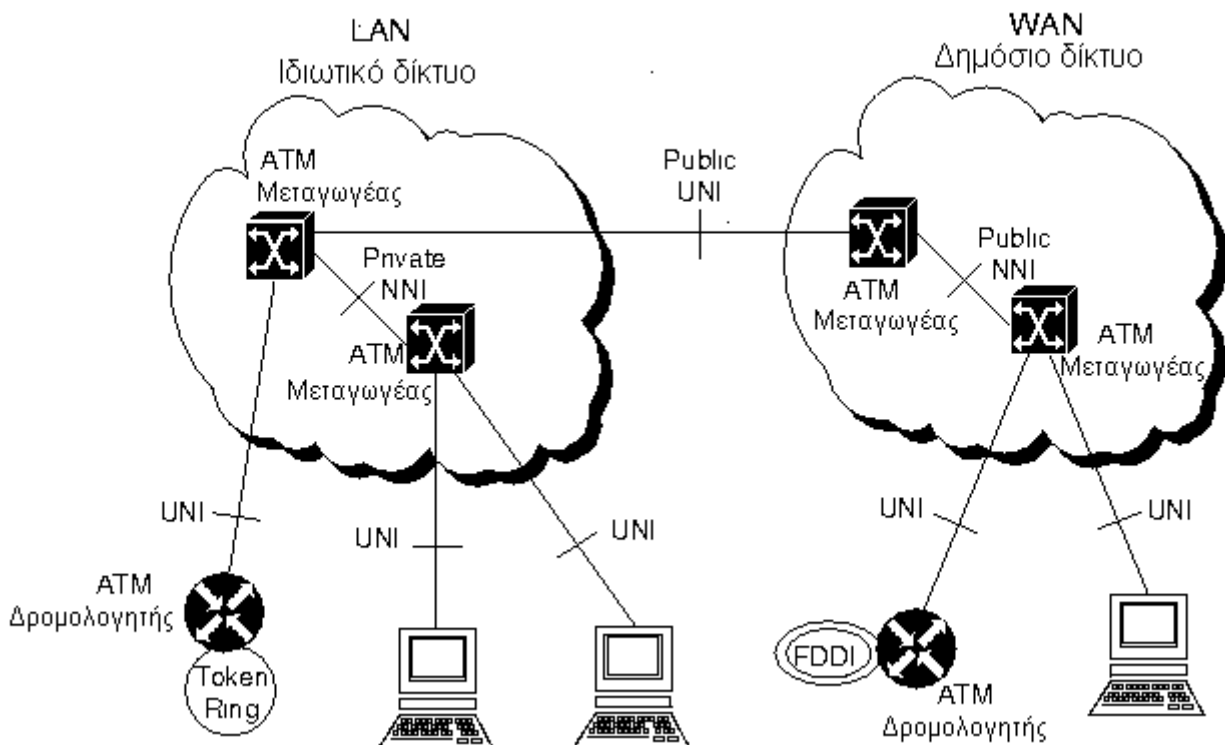 LAN
Ιδιωτικό δίκτυο
WAN
Δημόσιο δίκτυο
ATM
Μεταγωγέας
Public
UNI
Private
NNI
ATM
Μεταγωγέας
ATM
Μεταγωγέας
Public
NNI
ATM
Μεταγωγέας
UNI
UNI
UNI
UNI
UNI
ATM
Δρομολογητής
Token
Ring
FDDI
ATM
Δρομολογητής